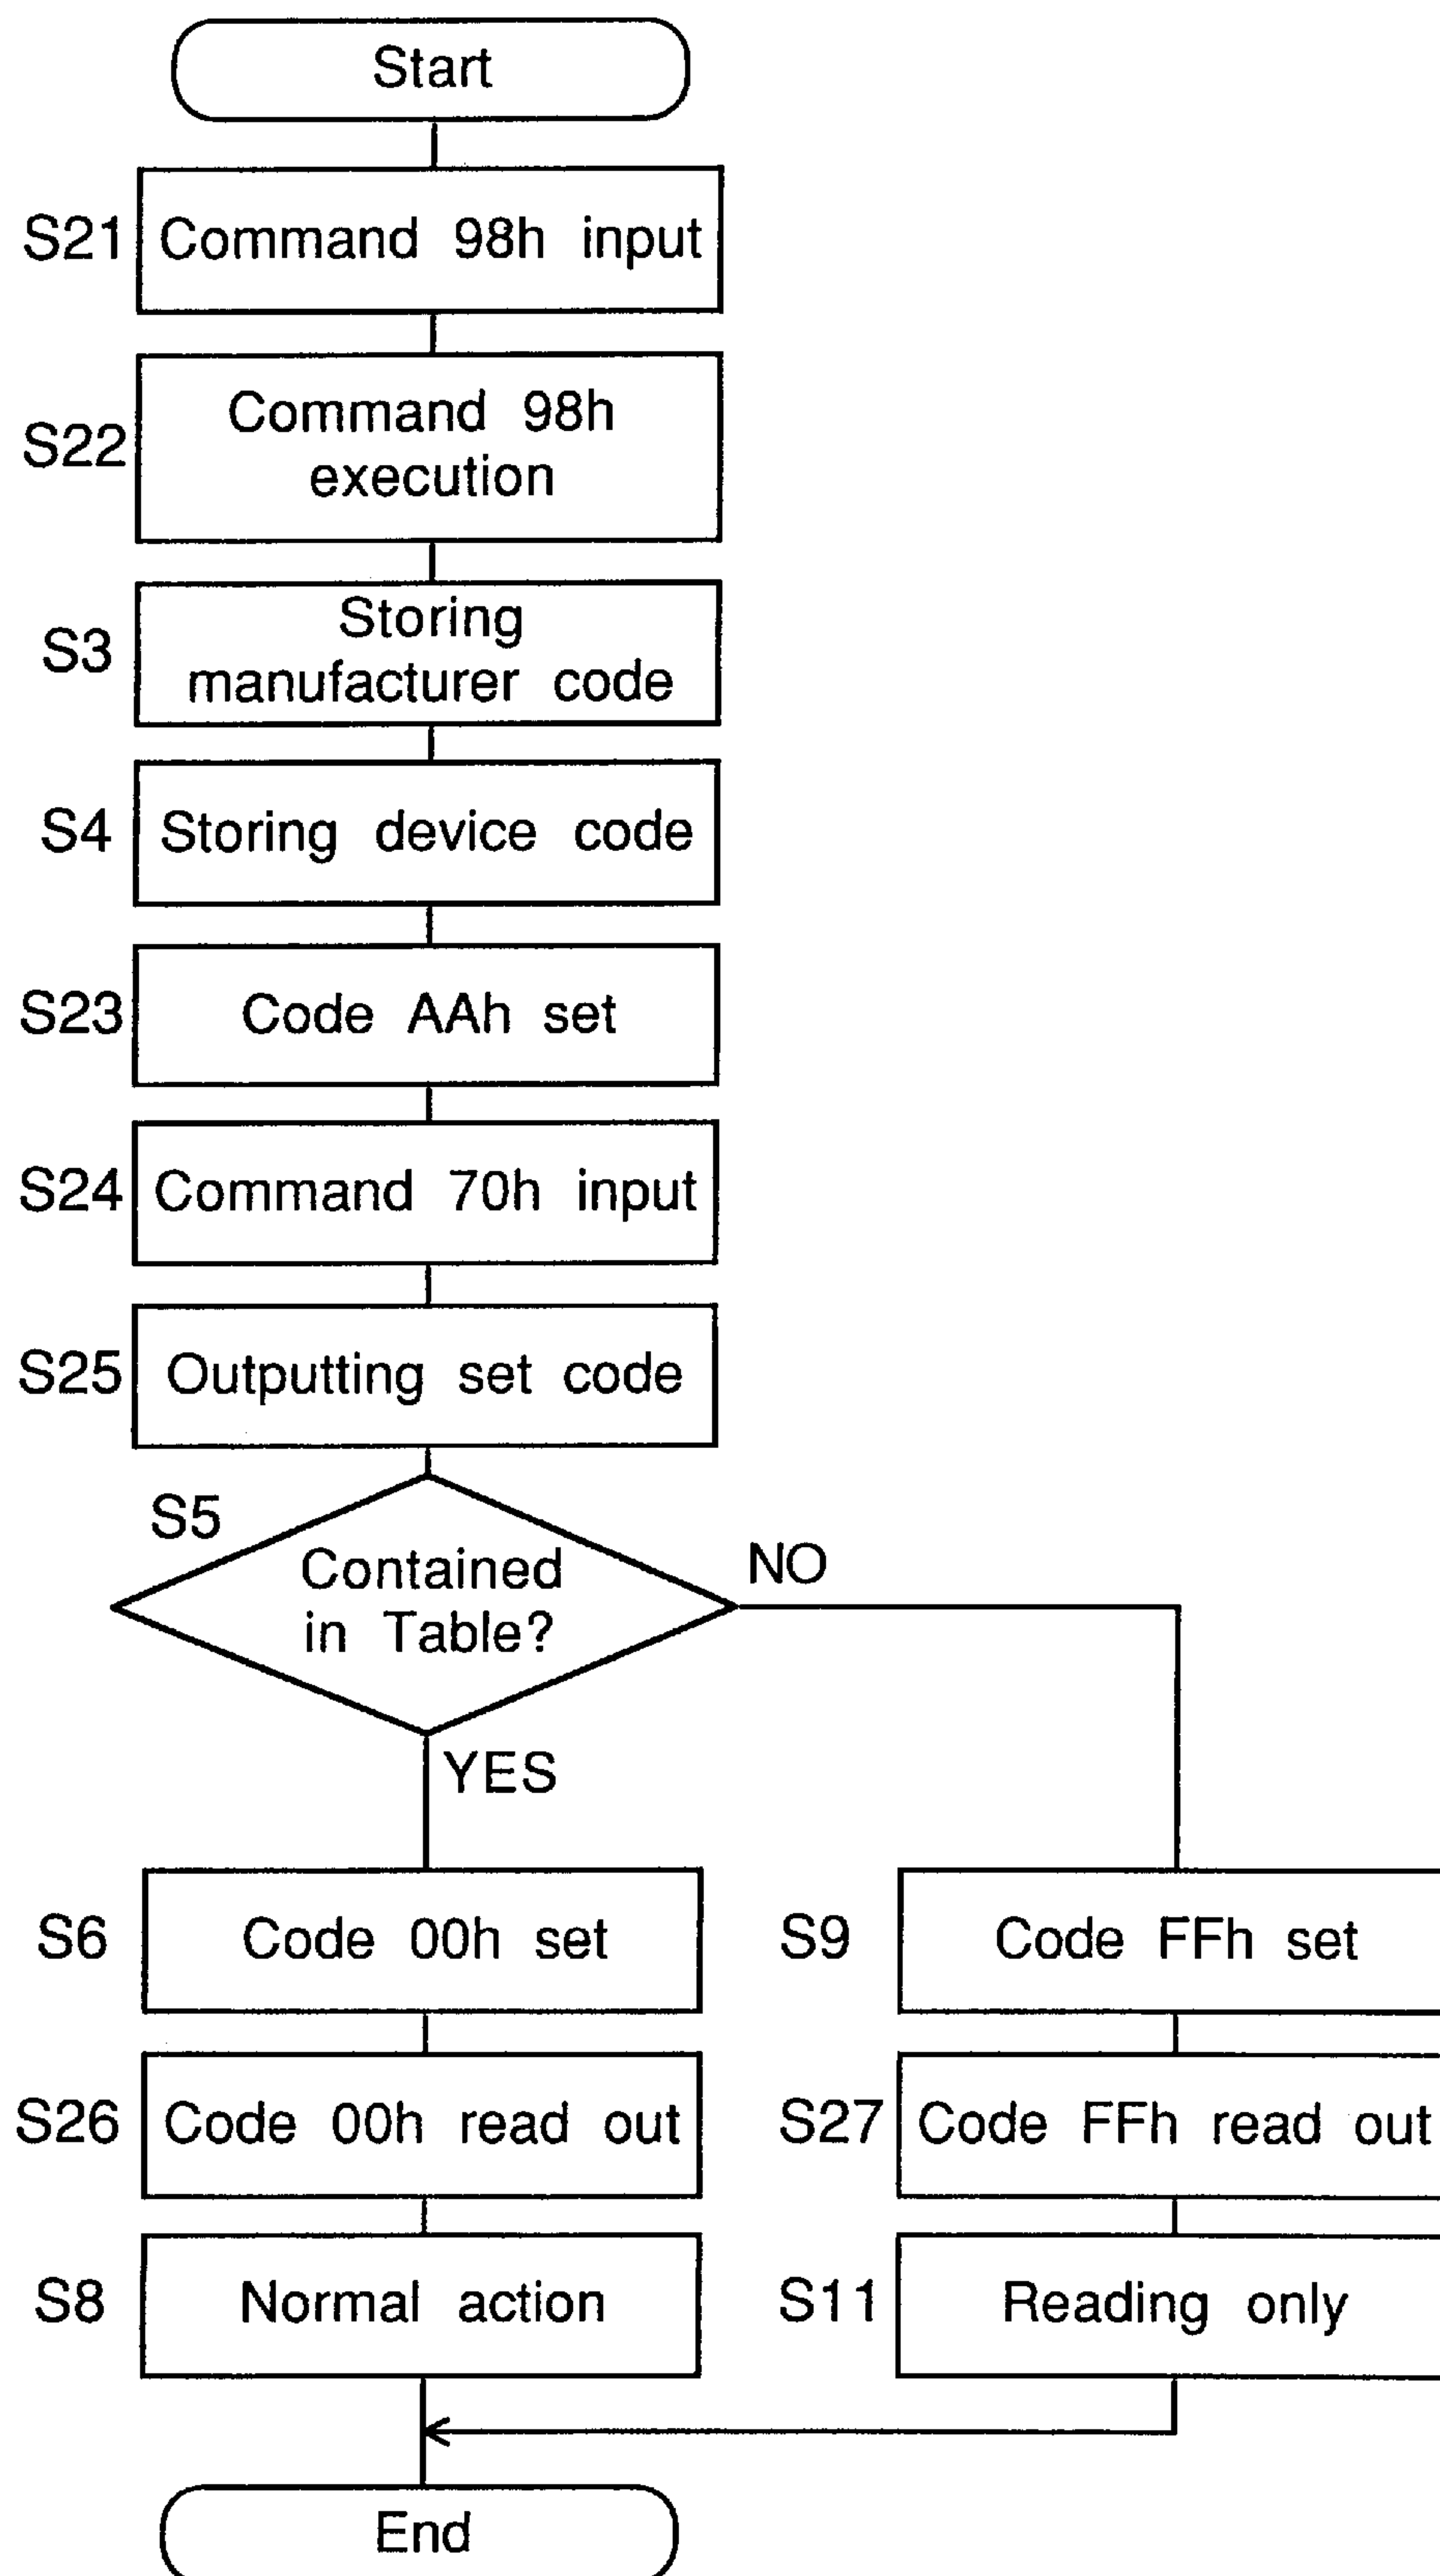 Start
S21 Command 98h input
S22 Command 98h
execution
S3 Storing
manufacturer code
S4 Storing device code
S23 Code AAh set
S24 Command 70h input
S25 Outputting set code
S5
Contained
in Table?
NO
YES
S6 Code 00h set
S9 Code FFh set
S26 Code 00h read out
S27 Code FFh read out
S8 Normal action
S11 Reading only
End